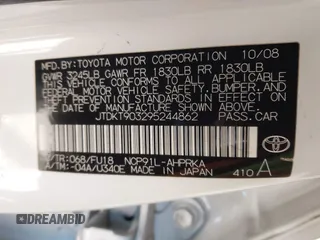 MFD.BY: TOYOTA MOTOR CORPORATION 10/08
GVWR 3245LB GAWR FR 1830LB RR 1830LB
THIS VEHICLE CONFORMS TO ALL APPLICABLE
FEDERAL MOTOR VEHICLE SAFETY, BUMPER, AND
THEFT PREVENTION STANDARDS IN EFFECT ON
THE DATE OF MANUFACTURE SHOWN ABOVE.
JTDKT903295244862 PASS. CAR
C/TR: 068/FU18 NCP91L-AHPRKA
A/TM: -04A/U340E MADE IN JAPAN 410 A
DREAMBID